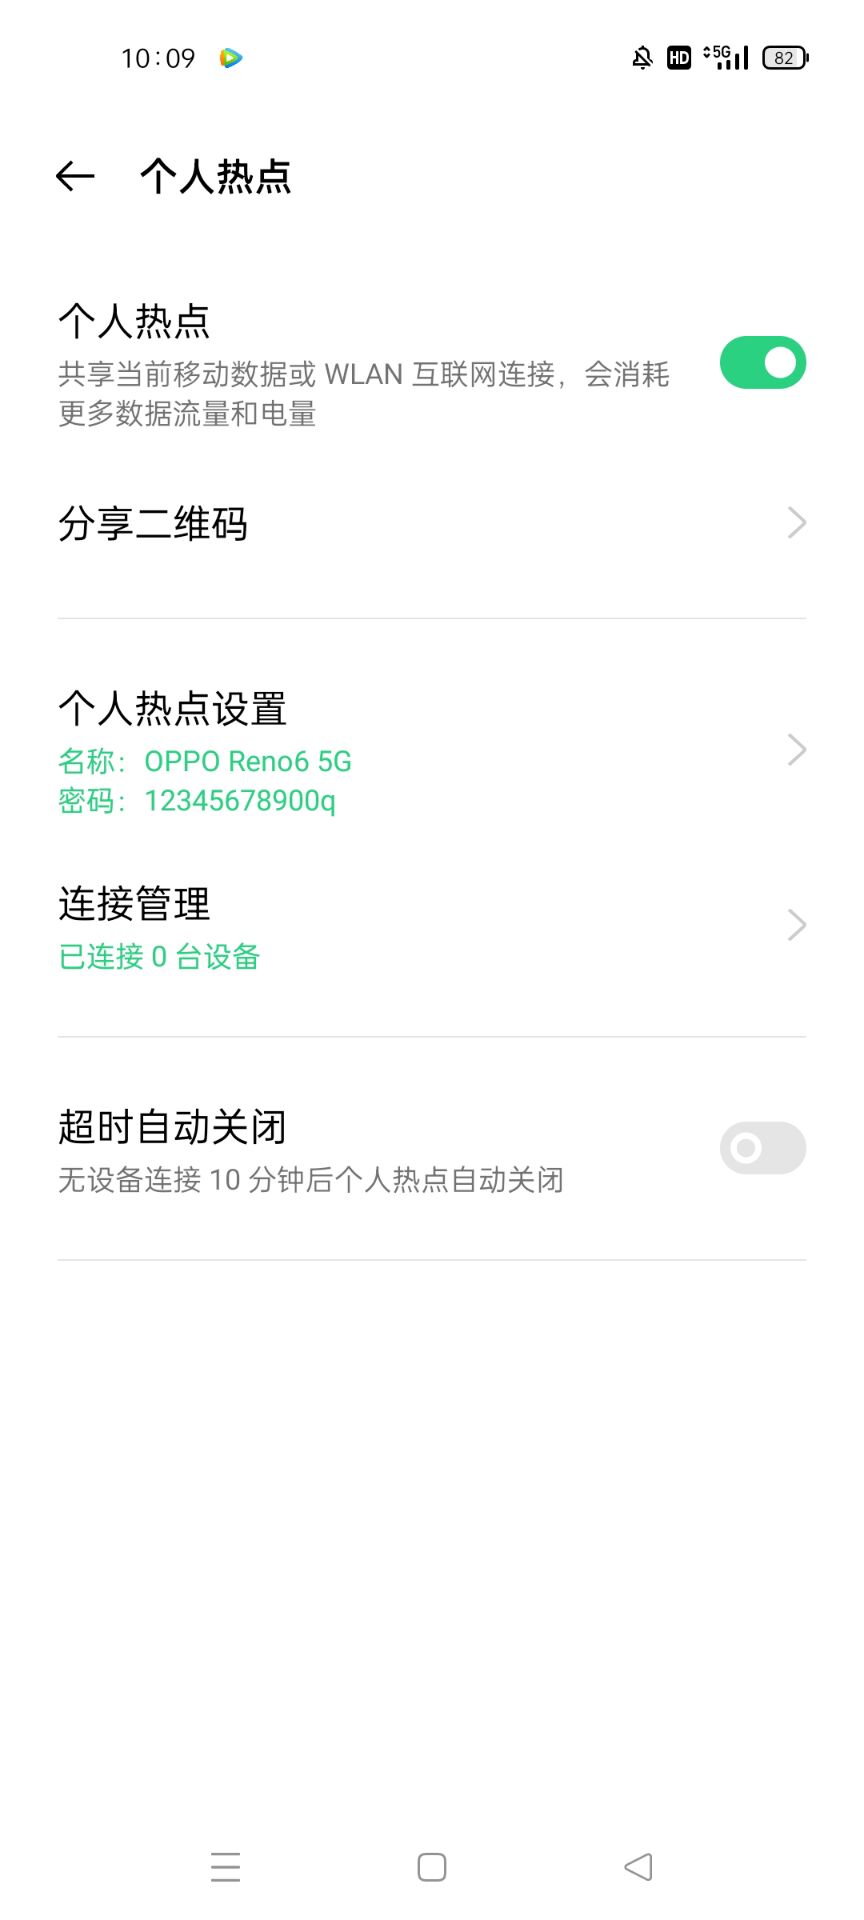 10:09
HD 5G 82
个人热点
个人热点
共享当前移动数据或 WLAN 互联网连接，会消耗
更多数据流量和电量
分享二维码
个人热点设置
名称：OPPO Reno6 5G
密码：12345678900q
连接管理
已连接 0 台设备
超时自动关闭
无设备连接 10 分钟后个人热点自动关闭